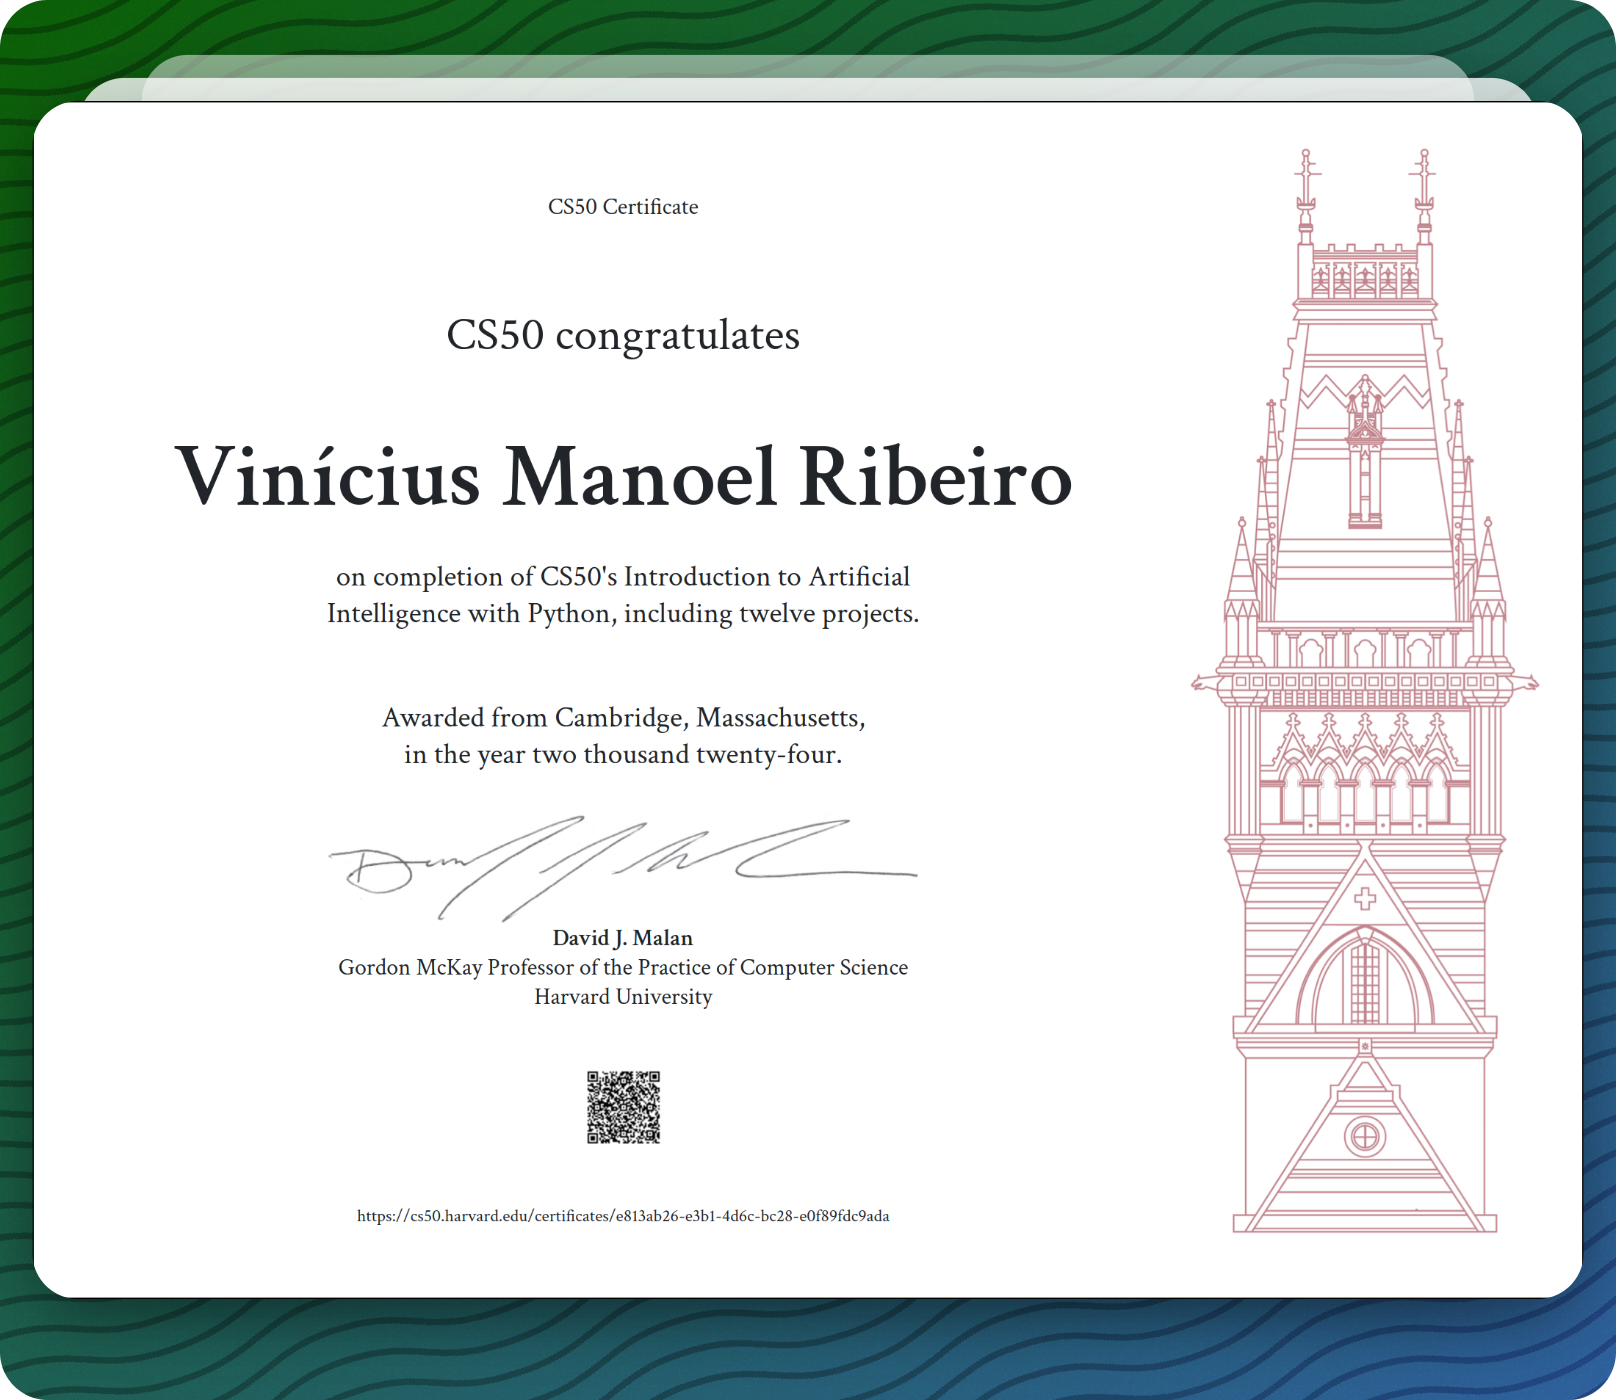 CS50 Certificate
CS50 congratulates
Vinícius Manoel Ribeiro
on completion of CS50's Introduction to Artificial
Intelligence with Python, including twelve projects.
Awarded from Cambridge, Massachusetts,
in the year two thousand twenty-four.
David J. Malan
Gordon McKay Professor of the Practice of Computer Science
Harvard University
https://cs50.harvard.edu/certificates/e813ab26-e3b1-4d6c-bc28-e0f89fdc9ada